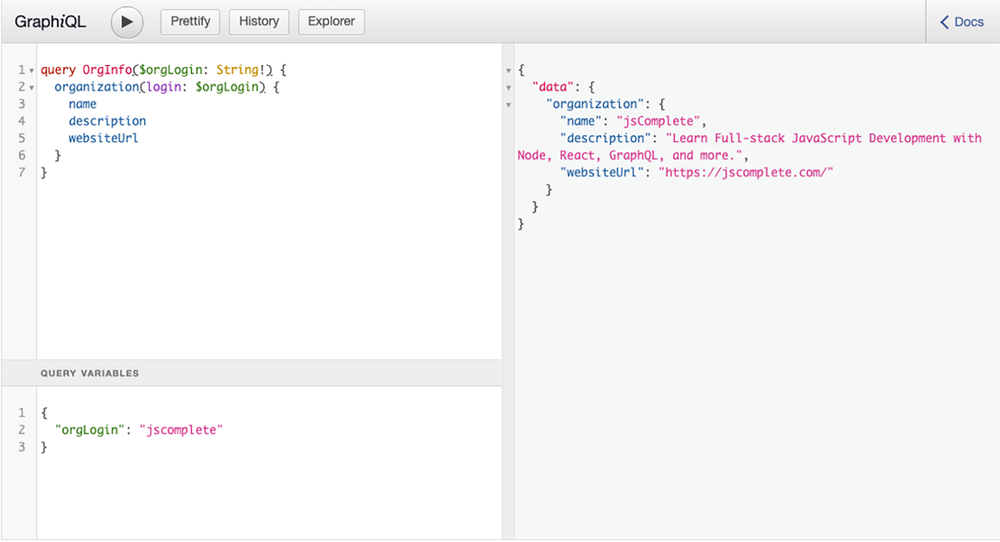 GraphiQL
Prettify
History
Explorer
Docs
1 query OrgInfo($orgLogin: String!) {
2   organization(login: $orgLogin) {
3     name
4     description
5     websiteUrl
6   }
7 }
QUERY VARIABLES
1 {
2   "orgLogin": "jscomplete"
3 }
{
  "data": {
    "organization": {
      "name": "jsComplete",
      "description": "Learn Full-stack JavaScript Development with
Node, React, GraphQL, and more.",
      "websiteUrl": "https://jscomplete.com/"
    }
  }
}